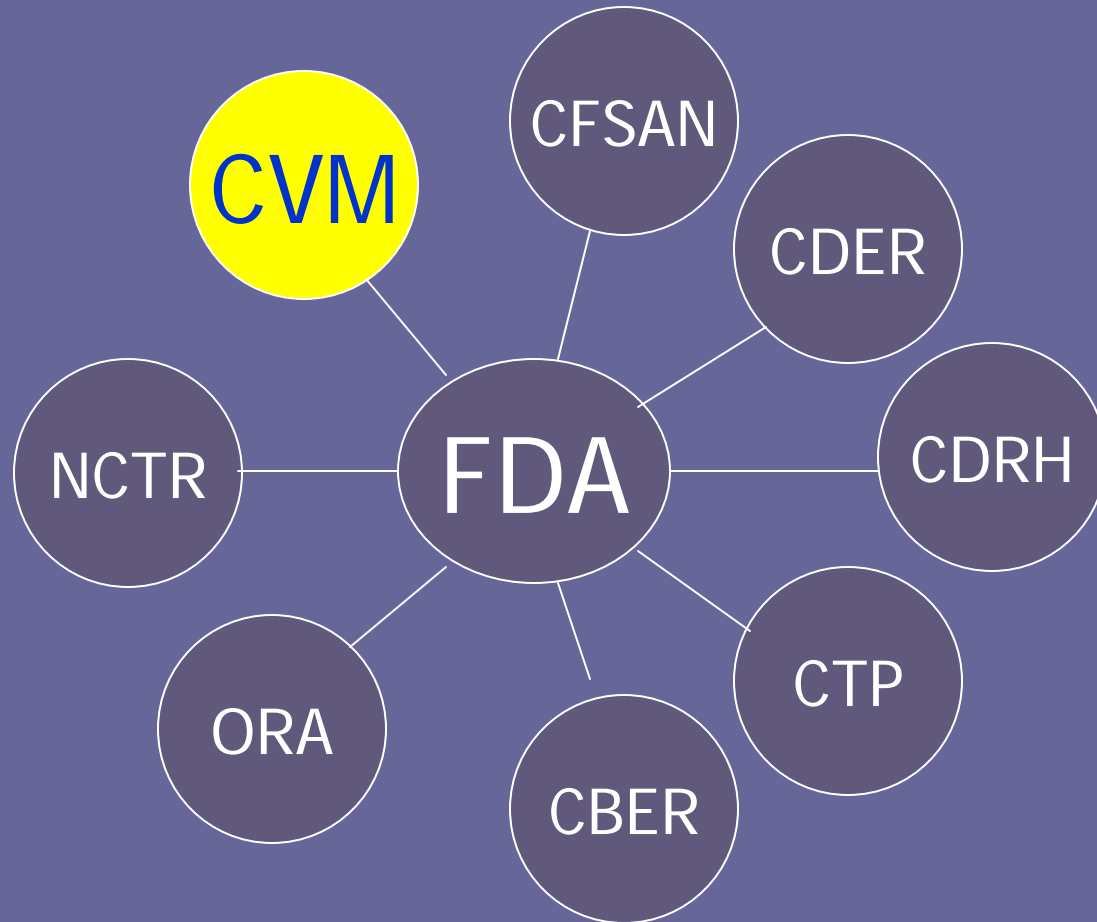 CFSAN
CVM
CDER
CDRH
FDA
NCTR
CTP
ORA
CBER